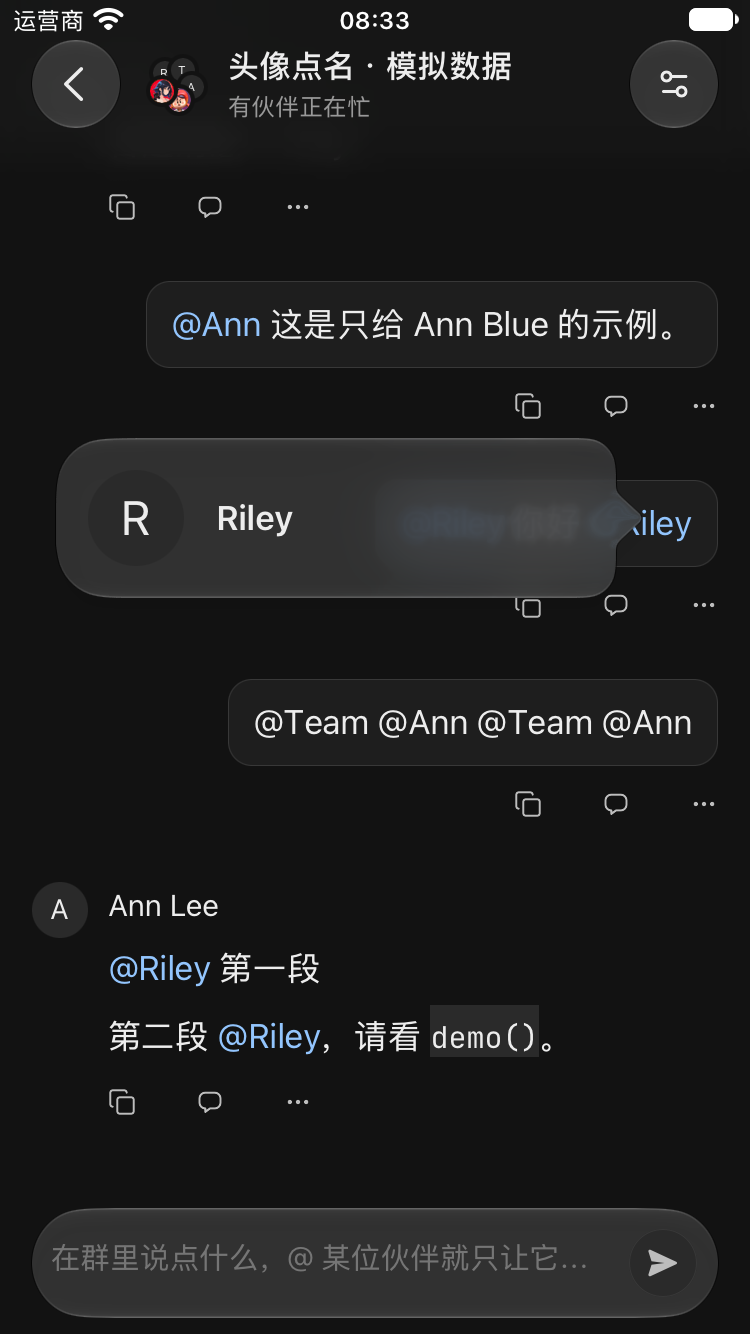 运营商
08:33
R T A
头像点名 · 模拟数据
有伙伴正在忙
@Ann 这是只给 Ann Blue 的示例。
R
Riley
@Riley 你好
iley
@Team @Ann @Team @Ann
A
Ann Lee
@Riley 第一段
第二段 @Riley，请看 demo()。
在群里说点什么，@ 某位伙伴就只让它…